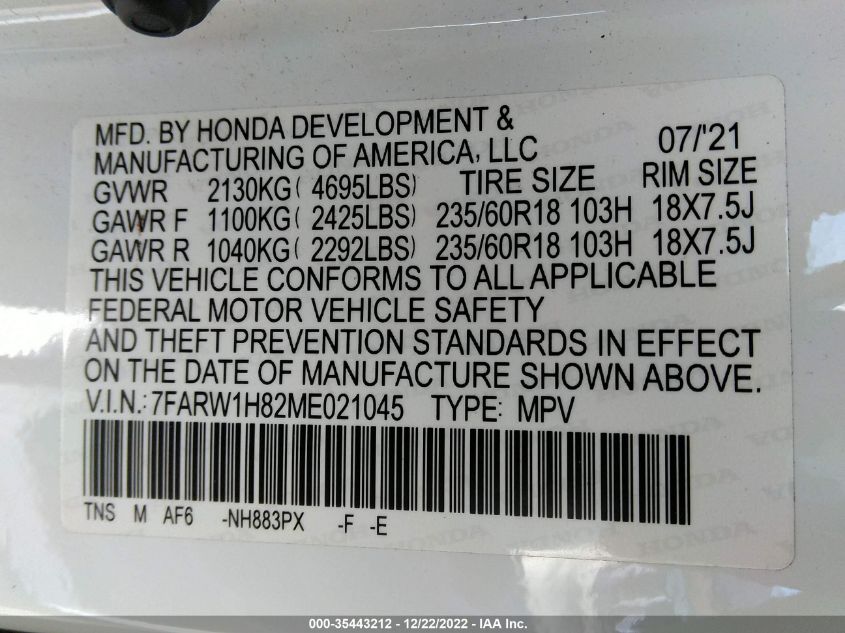 MFD. BY HONDA DEVELOPMENT & MANUFACTURING OF AMERICA, LLC 07/'21
GVWR 2130KG( 4695LBS) TIRE SIZE RIM SIZE
GAWR F 1100KG( 2425LBS) 235/60R18 103H 18X7.5J
GAWR R 1040KG( 2292LBS) 235/60R18 103H 18X7.5J
THIS VEHICLE CONFORMS TO ALL APPLICABLE
FEDERAL MOTOR VEHICLE SAFETY
AND THEFT PREVENTION STANDARDS IN EFFECT
ON THE DATE OF MANUFACTURE SHOWN ABOVE.
V.I.N.: 7FARW1H82ME021045 TYPE: MPV
TNS M AF6 -NH883PX -F -E
000-35443212 - 12/22/2022 - IAA Inc.